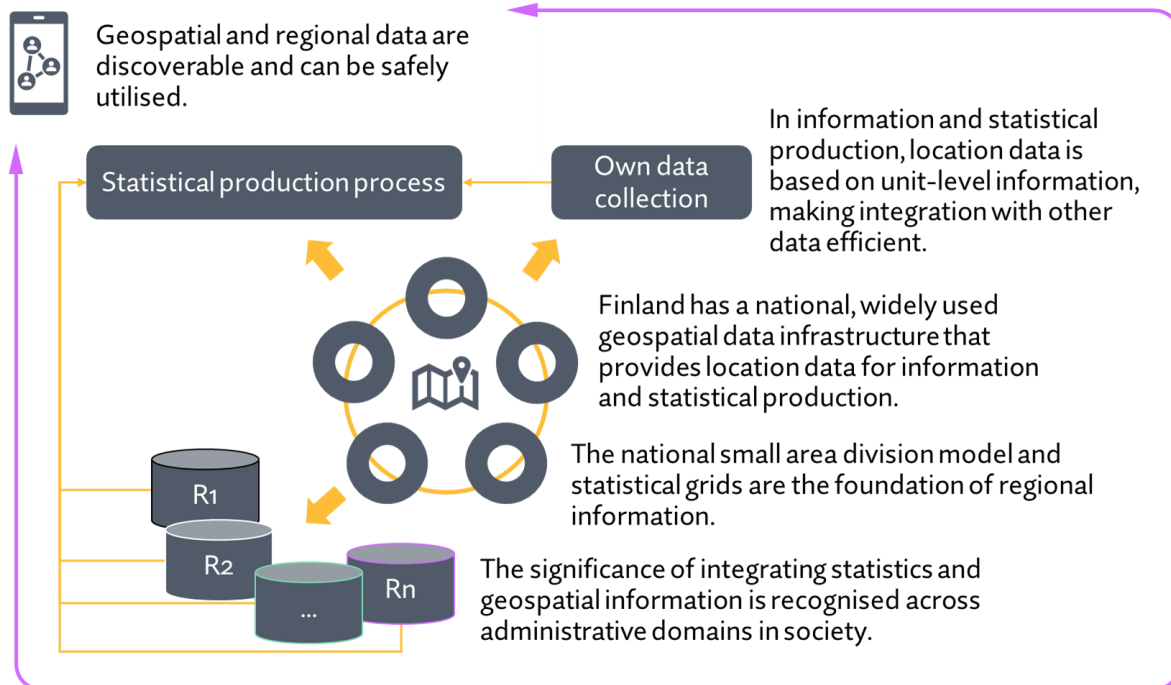 Geospatial and regional data are
discoverable and can be safely
utilised.
Statistical production process
Own data
collection
In information and statistical
production, location data is
based on unit-level information,
making integration with other
data efficient.
Finland has a national, widely used
geospatial data infrastructure that
provides location data for information
and statistical production.
The national small area division model and
statistical grids are the foundation of regional
information.
R1
R2
...
Rn
The significance of integrating statistics and
geospatial information is recognised across
administrative domains in society.